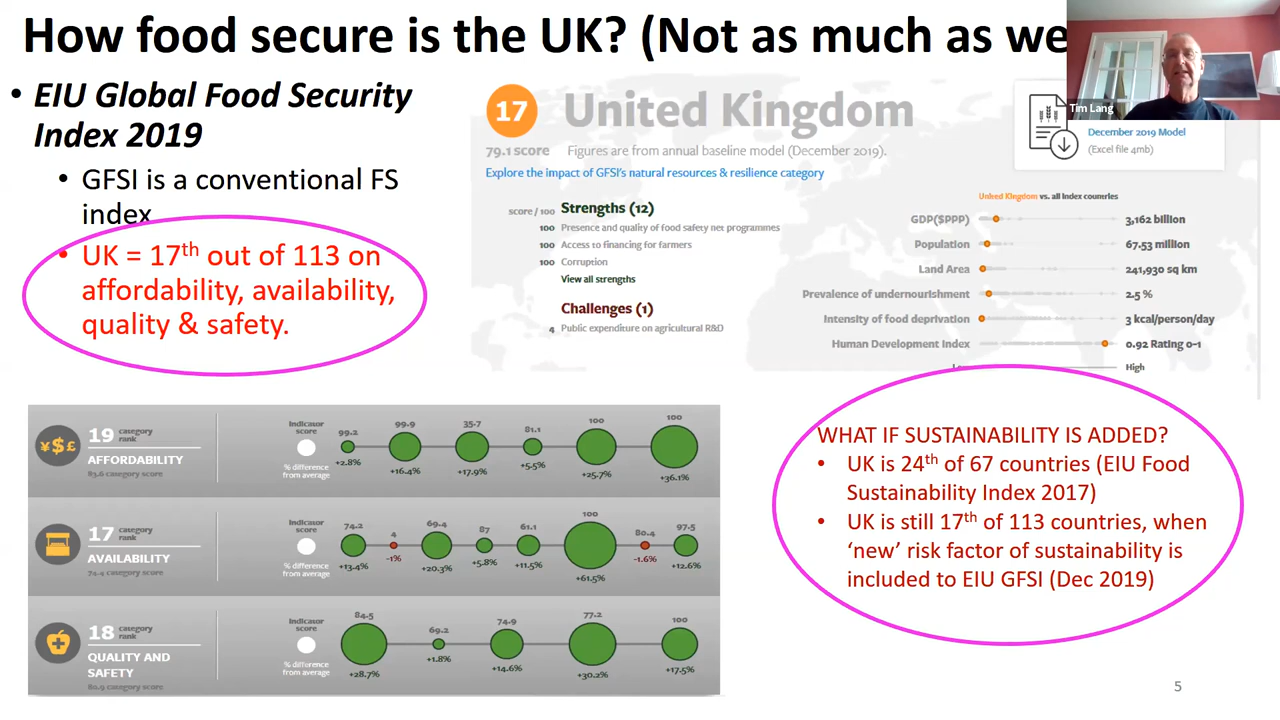 How food secure is the UK? (Not as much as we
• EIU Global Food Security
Index 2019
• GFSI is a conventional FS
index
• UK = 17th out of 113 on
affordability, availability,
quality & safety.
Tim Lang
17 United Kingdom
79.1 score Figures are from annual baseline model (December 2019).
Explore the impact of GFSI's natural resources & resilience category
December 2019 Model
(Excel file 4mb)
score / 100 Strengths (12)
100 Presence and quality of food safety net programmes
100 Access to financing for farmers
100 Corruption
View all strengths
Challenges (1)
4 Public expenditure on agricultural R&D
United Kingdom vs. all index countries
GDP($PPP) 3,162 billion
Population 67.53 million
Land Area 241,930 sq km
Prevalence of undernourishment 2.5 %
Intensity of food deprivation 3 kcal/person/day
Human Development Index 0.92 Rating 0-1
High
¥$£
19 category rank
AFFORDABILITY
83.6 category score
Indicator score
% difference from average
99.2 99.9 35.7 81.1 100 100
+2.8% +16.4% +17.9% +5.5% +25.7% +36.1%
17 category rank
AVAILABILITY
74.4 category score
Indicator score
% difference from average
74.2 4 69.4 87 61.1 100 80.4 97.5
+13.4% -1% +20.3% +5.8% +11.5% +61.5% -1.6% +12.6%
18 category rank
QUALITY AND
SAFETY
80.9 category score
Indicator score
% difference from average
84.5 69.2 74.9 77.2 100
+28.7% +1.8% +14.6% +30.2% +17.5%
WHAT IF SUSTAINABILITY IS ADDED?
• UK is 24th of 67 countries (EIU Food
Sustainability Index 2017)
• UK is still 17th of 113 countries, when
‘new’ risk factor of sustainability is
included to EIU GFSI (Dec 2019)
5